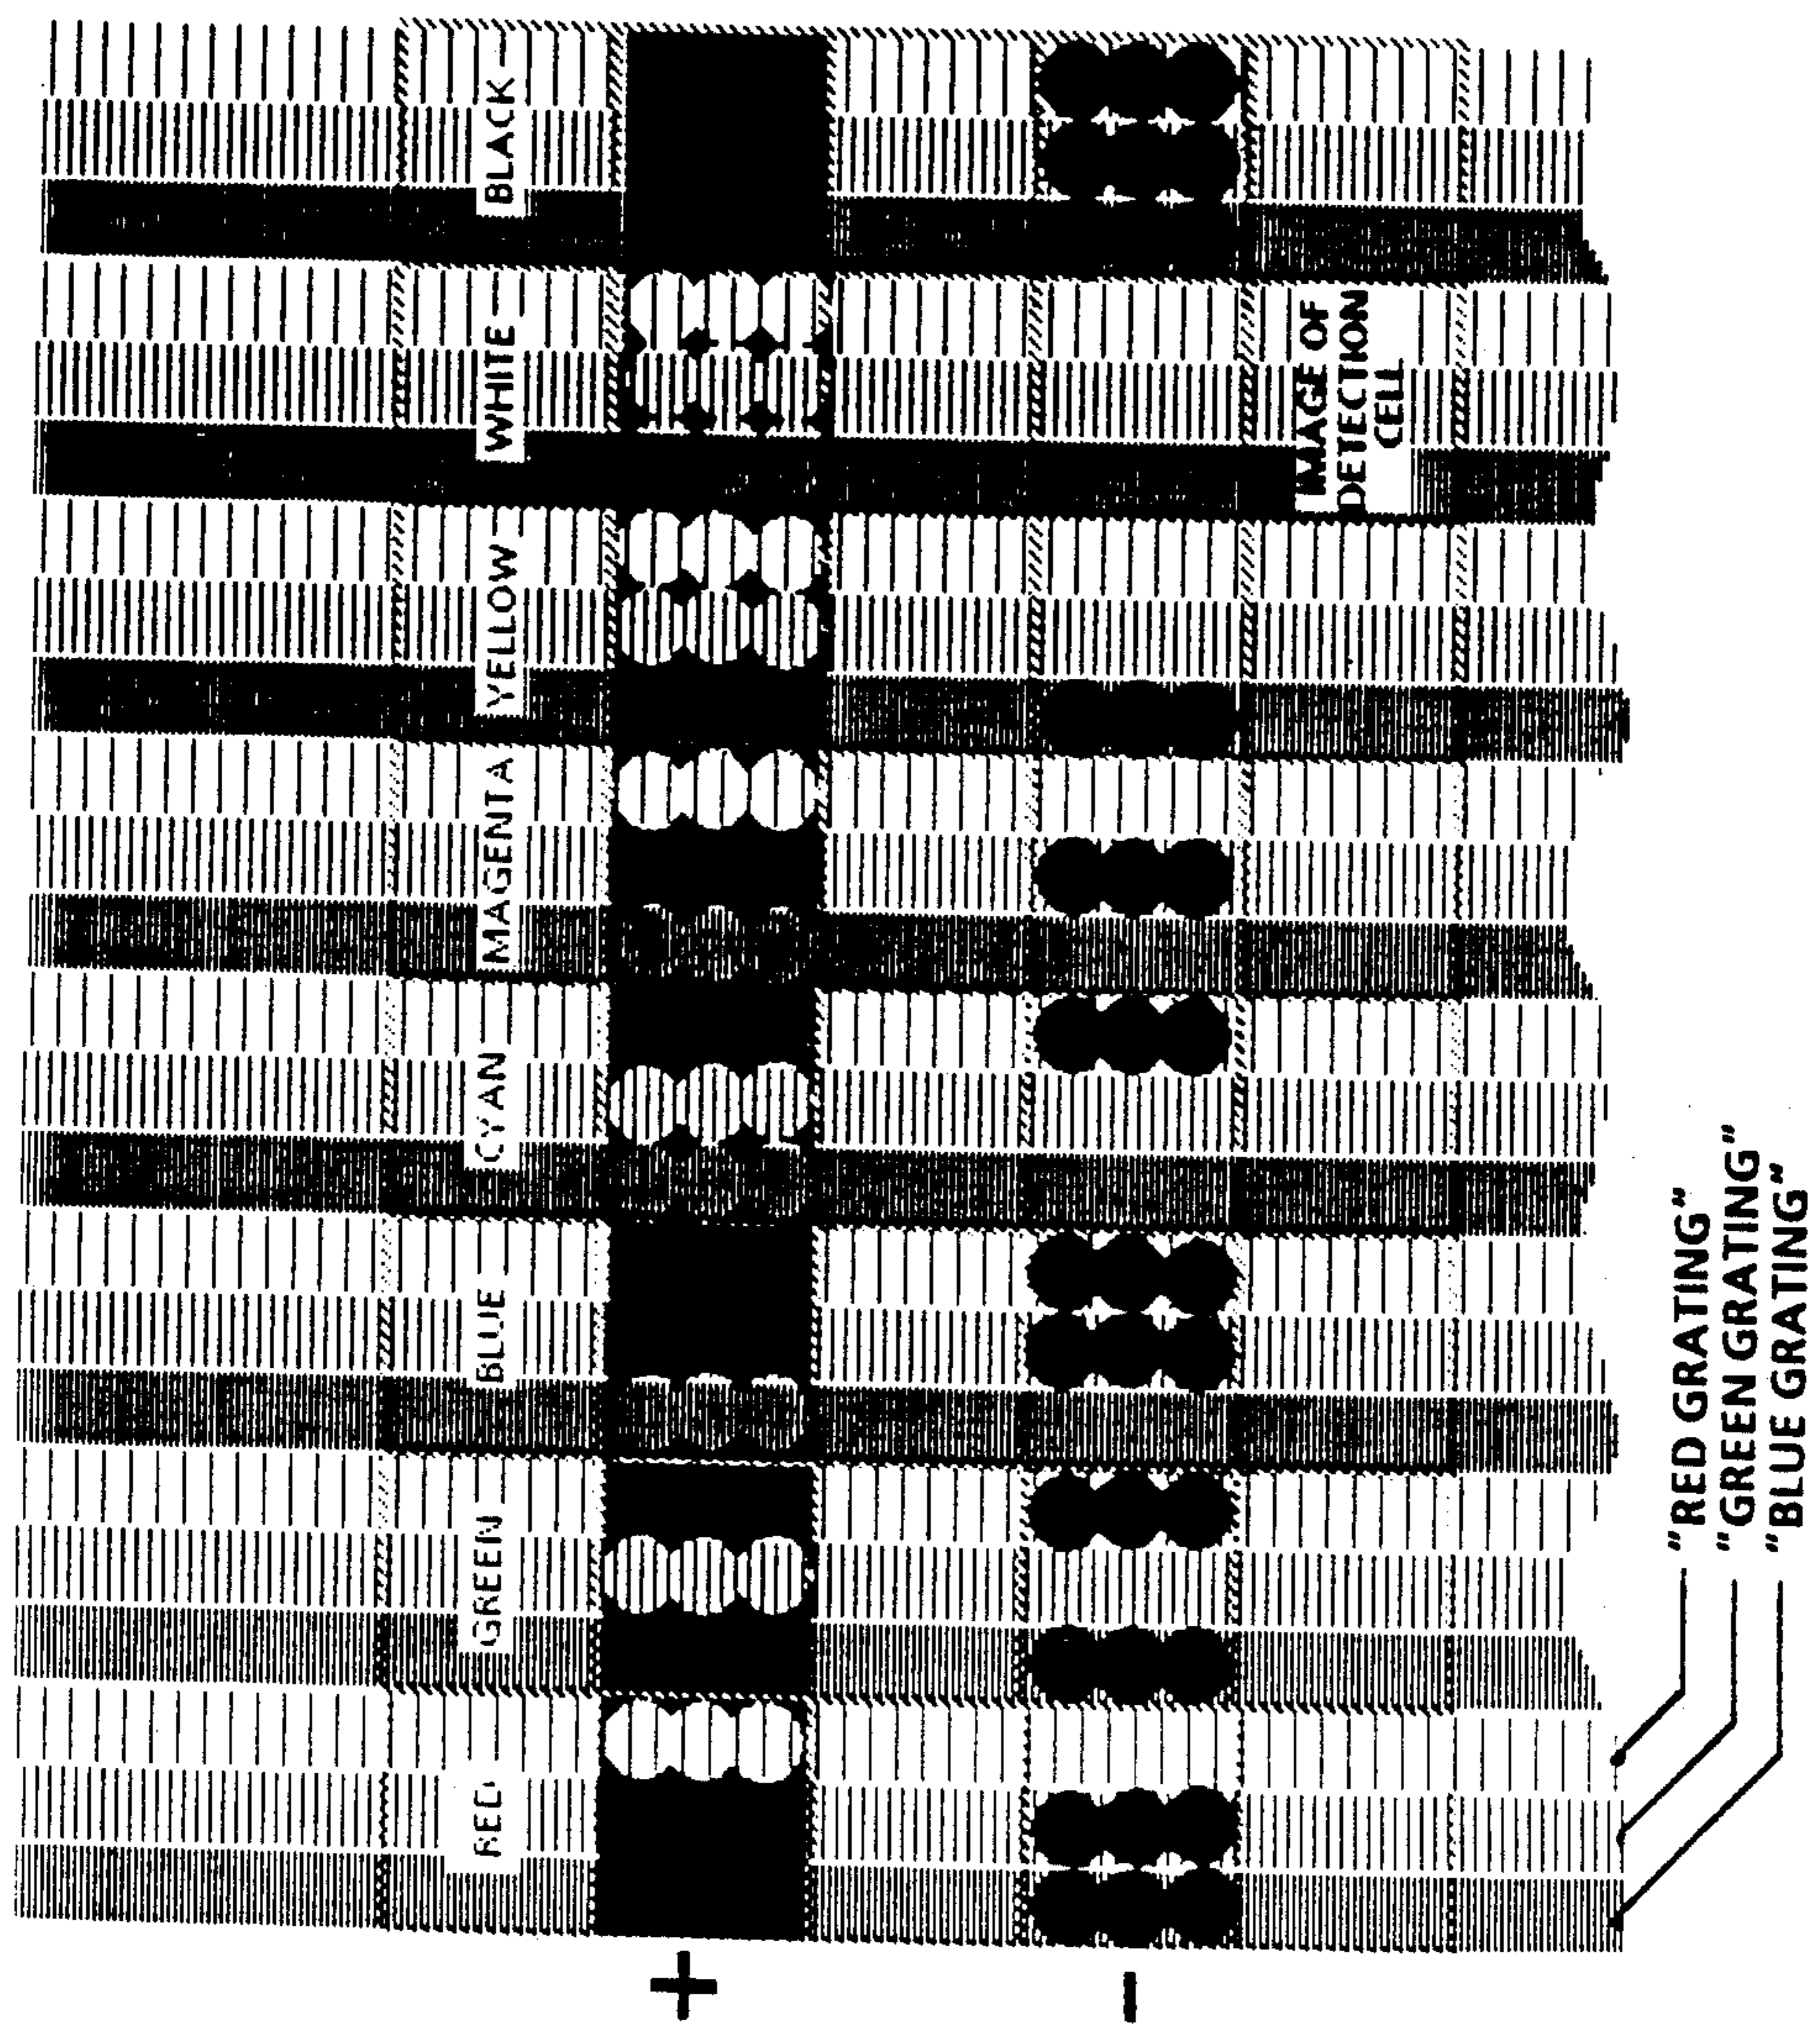 RED
GREEN
BLUE
CYAN
MAGENTA
YELLOW
WHITE
BLACK
+
−
IMAGE OF
DETECTION
CELL
"RED GRATING"
"GREEN GRATING"
"BLUE GRATING"